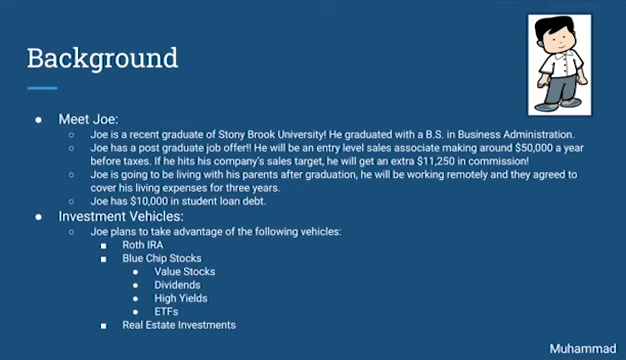 Background
● Meet Joe:
○ Joe is a recent graduate of Stony Brook University! He graduated with a B.S. in Business Administration.
○ Joe has a post graduate job offer!! He will be an entry level sales associate making around $50,000 a year
before taxes. If he hits his company's sales target, he will get an extra $11,250 in commission!
○ Joe is going to be living with his parents after graduation, he will be working remotely and they agreed to
cover his living expenses for three years.
○ Joe has $10,000 in student loan debt.
● Investment Vehicles:
○ Joe plans to take advantage of the following vehicles:
■ Roth IRA
■ Blue Chip Stocks
● Value Stocks
● Dividends
● High Yields
● ETFs
■ Real Estate Investments
Muhammad